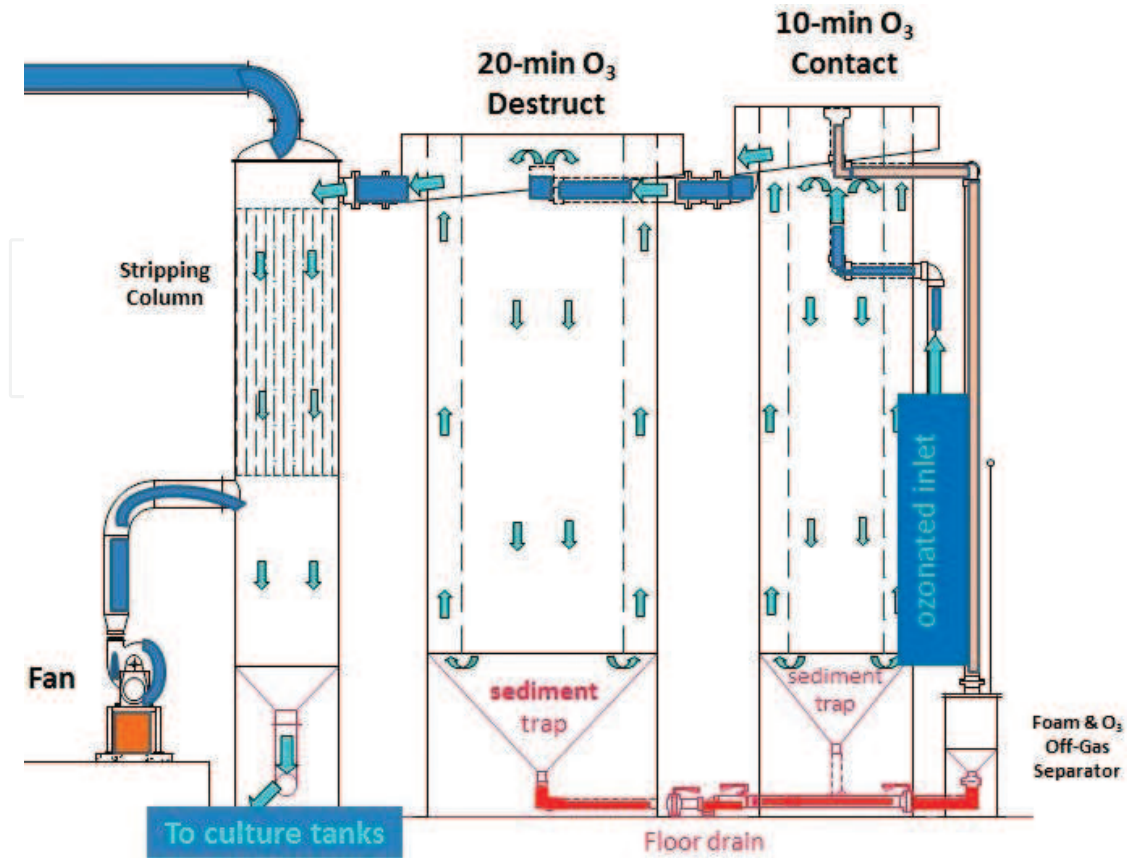 10-min O₃
Contact
20-min O₃
Destruct
Stripping
Column
ozonated inlet
Fan
sediment
trap
sediment
trap
Foam & O₃
Off-Gas
Separator
To culture tanks
Floor drain